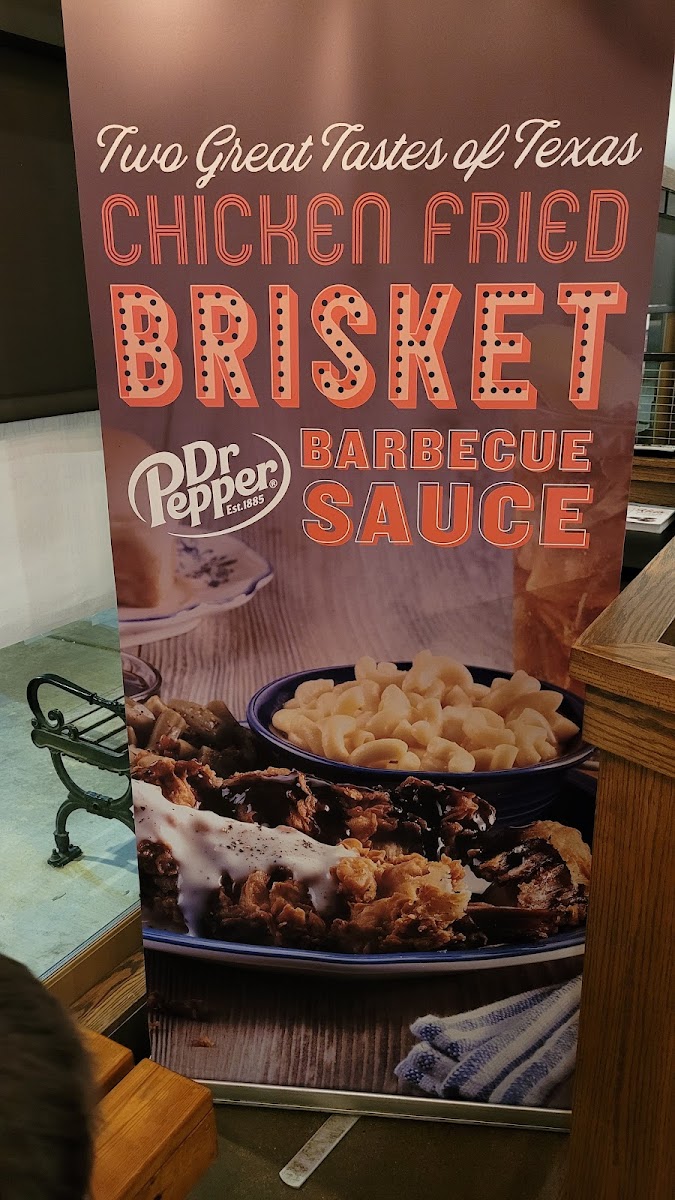 Two Great Tastes of Texas
CHICKEN FRIED
BRISKET
Dr Pepper®
Est.1885
BARBECUE
SAUCE